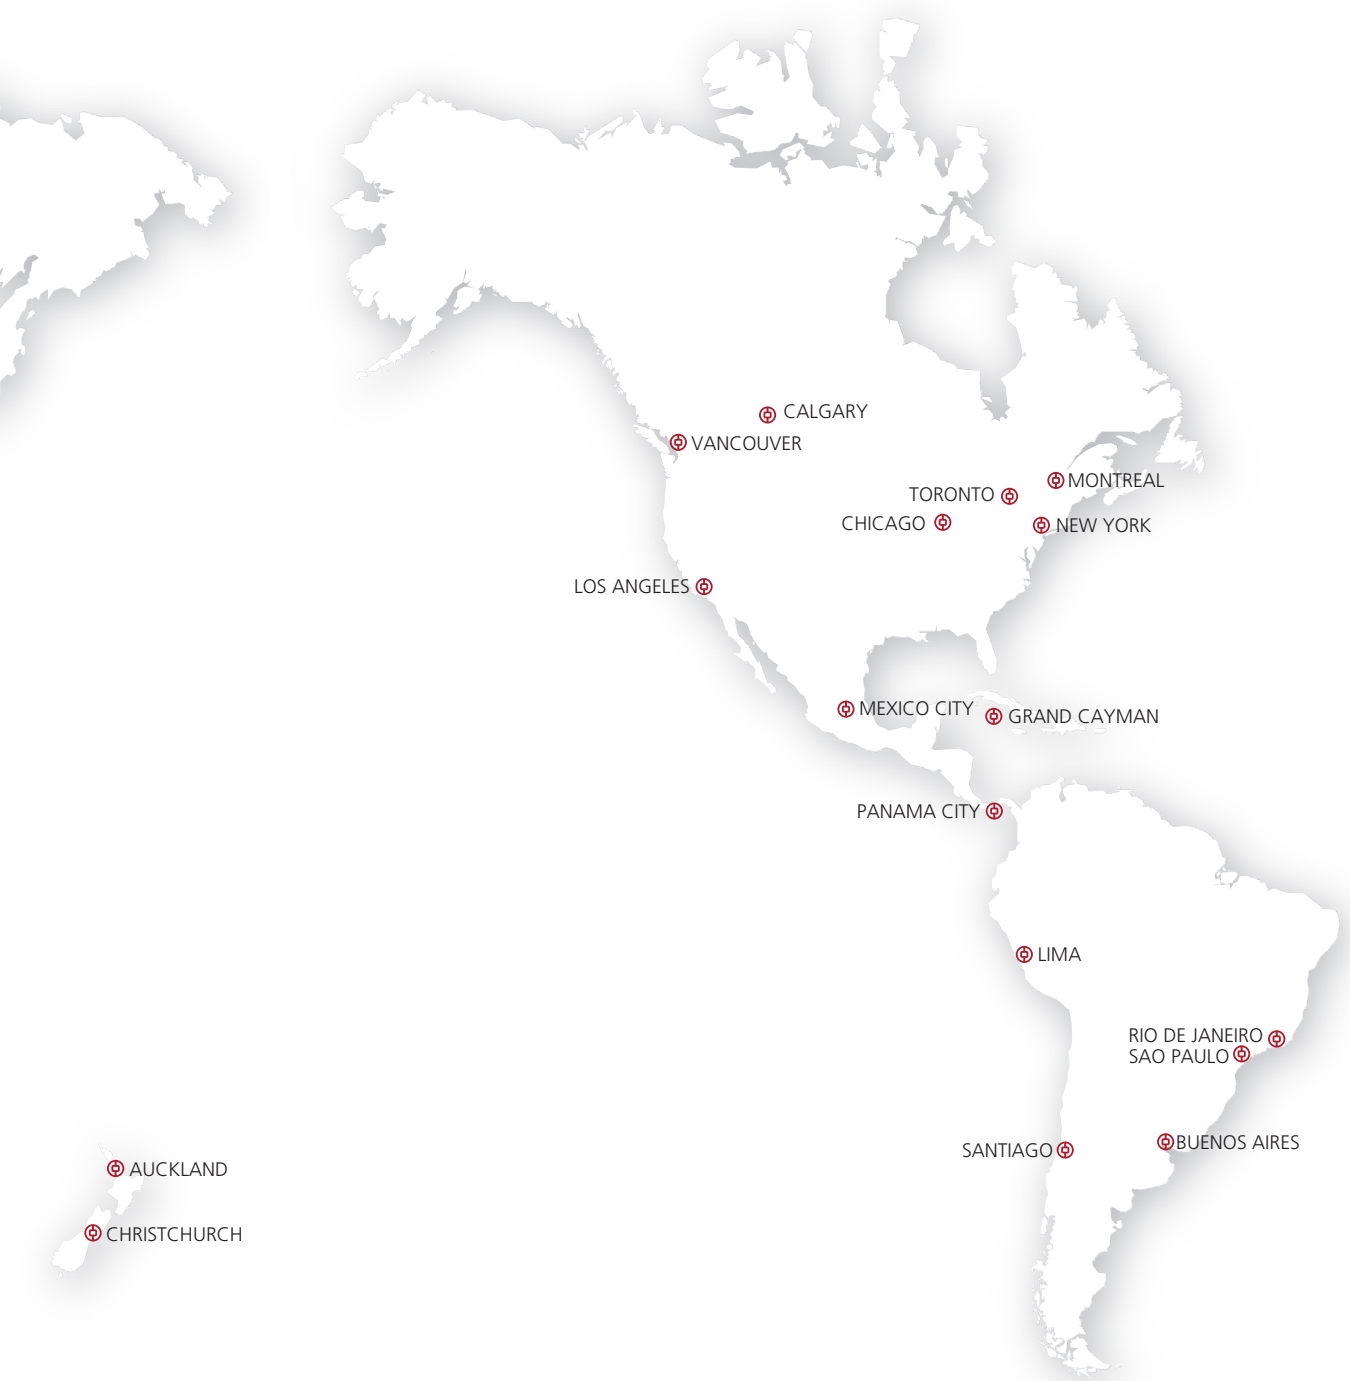 CALGARY
VANCOUVER
MONTREAL
TORONTO
CHICAGO
NEW YORK
LOS ANGELES
MEXICO CITY
GRAND CAYMAN
PANAMA CITY
LIMA
RIO DE JANEIRO
SAO PAULO
BUENOS AIRES
SANTIAGO
AUCKLAND
CHRISTCHURCH